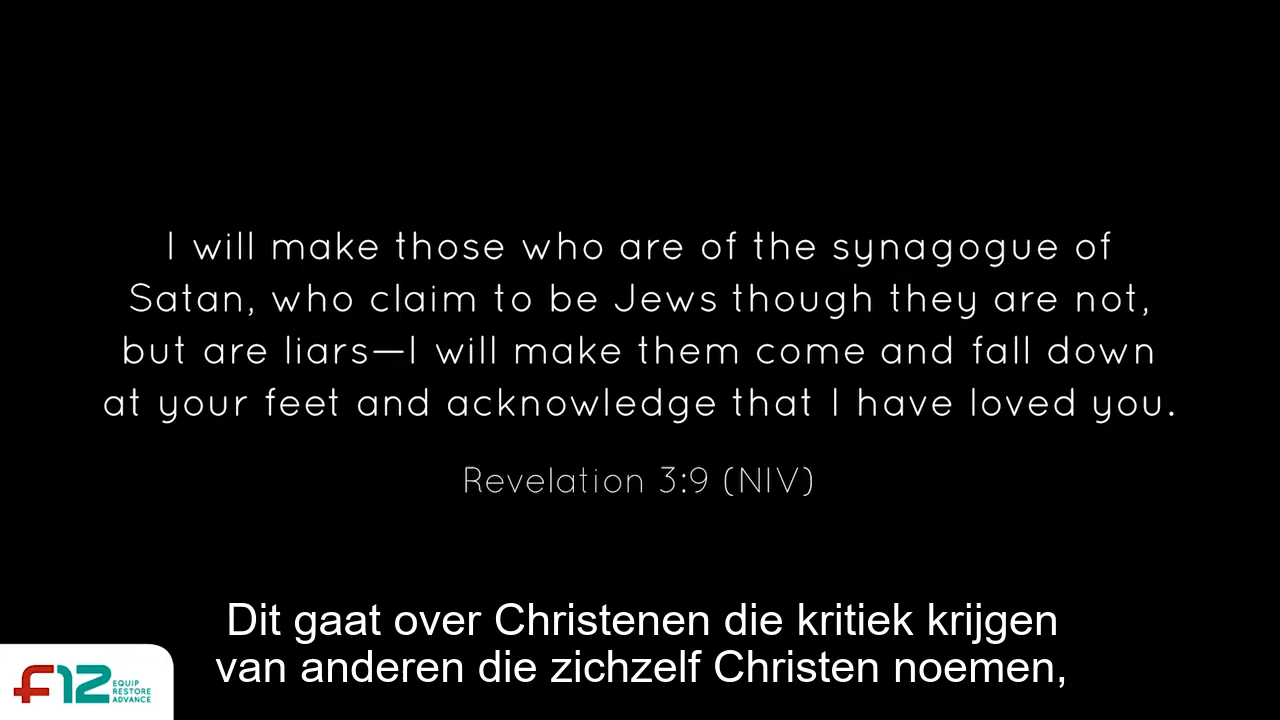 I will make those who are of the synagogue of
Satan, who claim to be Jews though they are not,
but are liars—I will make them come and fall down
at your feet and acknowledge that I have loved you.
Revelation 3:9 (NIV)
Dit gaat over Christenen die kritiek krijgen
van anderen die zichzelf Christen noemen,
F12 EQUIP
RESTORE
ADVANCE